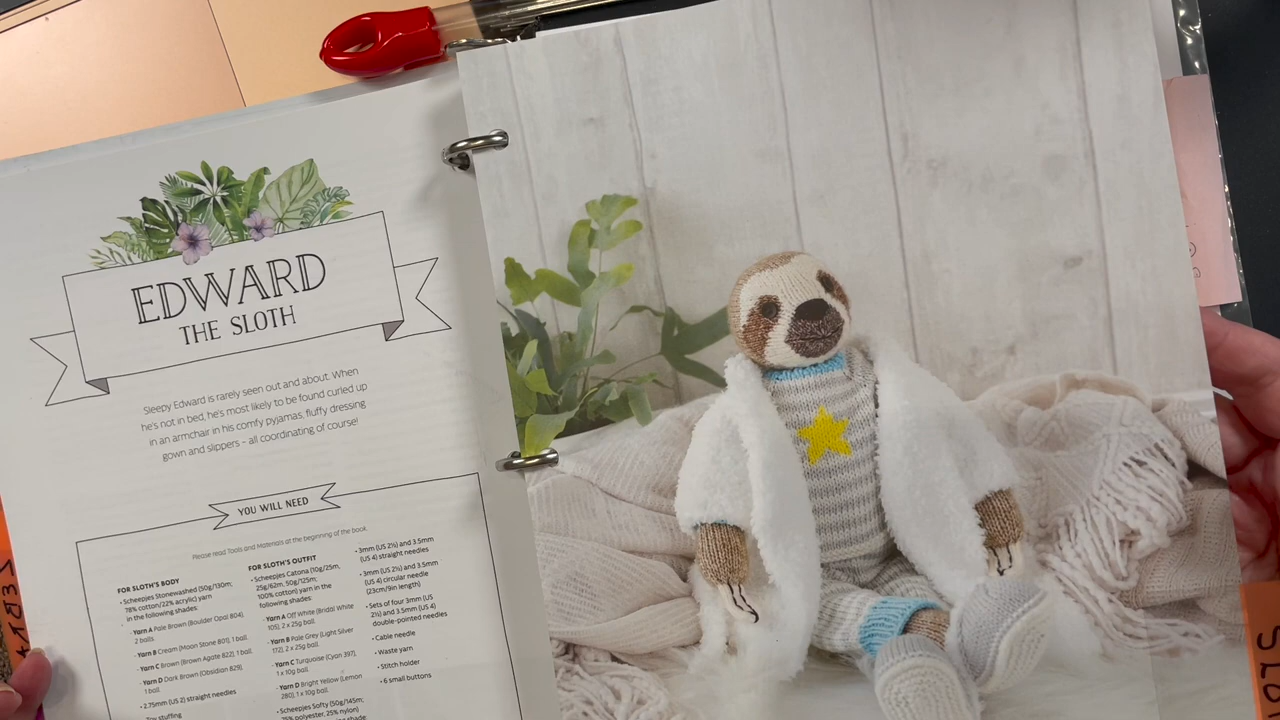 EDWARD
THE SLOTH
Sleepy Edward is rarely seen out and about. When
he's not in bed, he's most likely to be found curled up
in an armchair in his comfy pyjamas, fluffy dressing
gown and slippers – all coordinating of course!
YOU WILL NEED
Please read Tools and Materials at the beginning of the book.
FOR SLOTH'S BODY
• Scheepjes Stonewashed (50g/130m;
78% cotton/22% acrylic) yarn
in the following shades:
· Yarn A Pale Brown (Boulder Opal 804),
2 balls
· Yarn B Cream (Moon Stone 801), 1 ball
· Yarn C Brown (Brown Agate 822), 1 ball
· Yarn D Dark Brown (Obsidian 829),
1 ball
• 2.75mm (US 2) straight needles
Toy stuffing
FOR SLOTH'S OUTFIT
• Scheepjes Catona (10g/25m,
25g/62m, 50g/125m;
100% cotton) yarn in the
following shades:
· Yarn A Off White (Bridal White
105), 2 x 25g ball
· Yarn B Pale Grey (Light Silver
172), 2 x 25g ball
· Yarn C Turquoise (Cyan 397),
1 x 10g ball
· Yarn D Bright Yellow (Lemon
280), 1 x 10g ball
Scheepjes Softy (50g/145m;
75% polyester, 25% nylon)
• 3mm (US 2½) and 3.5mm
(US 4) straight needles
• 3mm (US 2½) and 3.5mm
(US 4) circular needle
(23cm/9in length)
• Sets of four 3mm (US
2½) and 3.5mm (US 4)
double-pointed needles
• Cable needle
• Waste yarn
• Stitch holder
• 6 small buttons